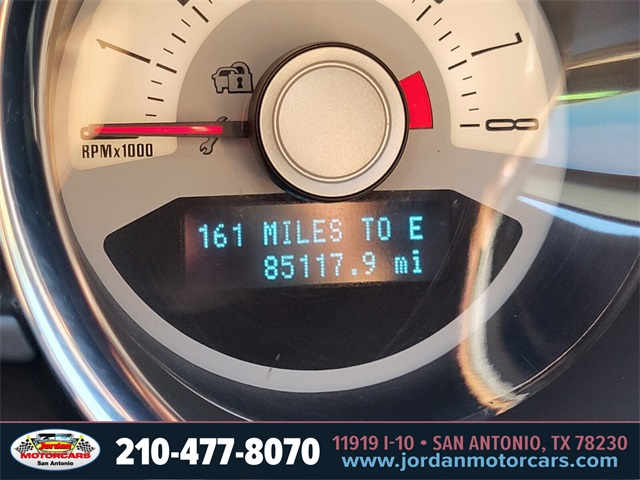 7
8
RPMx1000
161 MILES TO E
85117.9 mi
Jordan
MOTORCARS
San Antonio
210-477-8070
11919 I-10 • SAN ANTONIO, TX 78230
www.jordanmotorcars.com